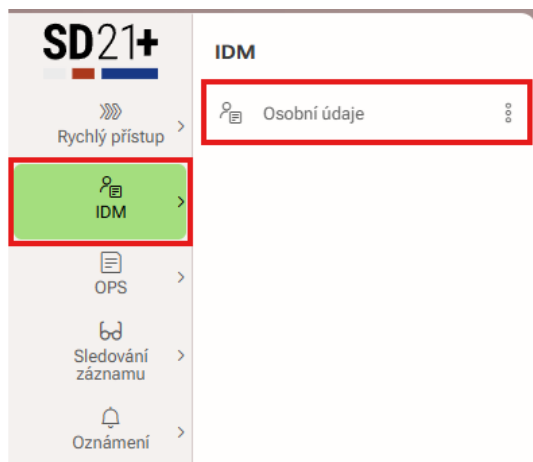 SD21+
IDM
Osobní údaje
Rychlý přístup
IDM
OPS
Sledování
záznamu
Oznámení